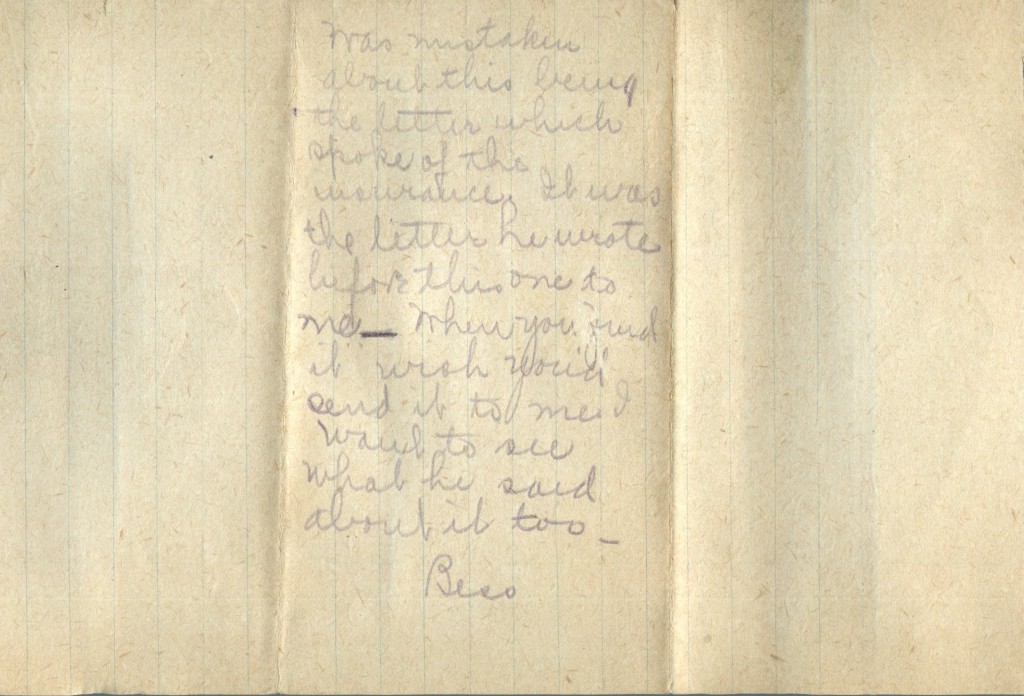 Was mistaken
about this being
the letter which
spoke of the
insurance. It was
the letter he wrote
before this one to
me — When you find
it wish you'd
send it to me I
want to see
what he said
about it too —
Bess